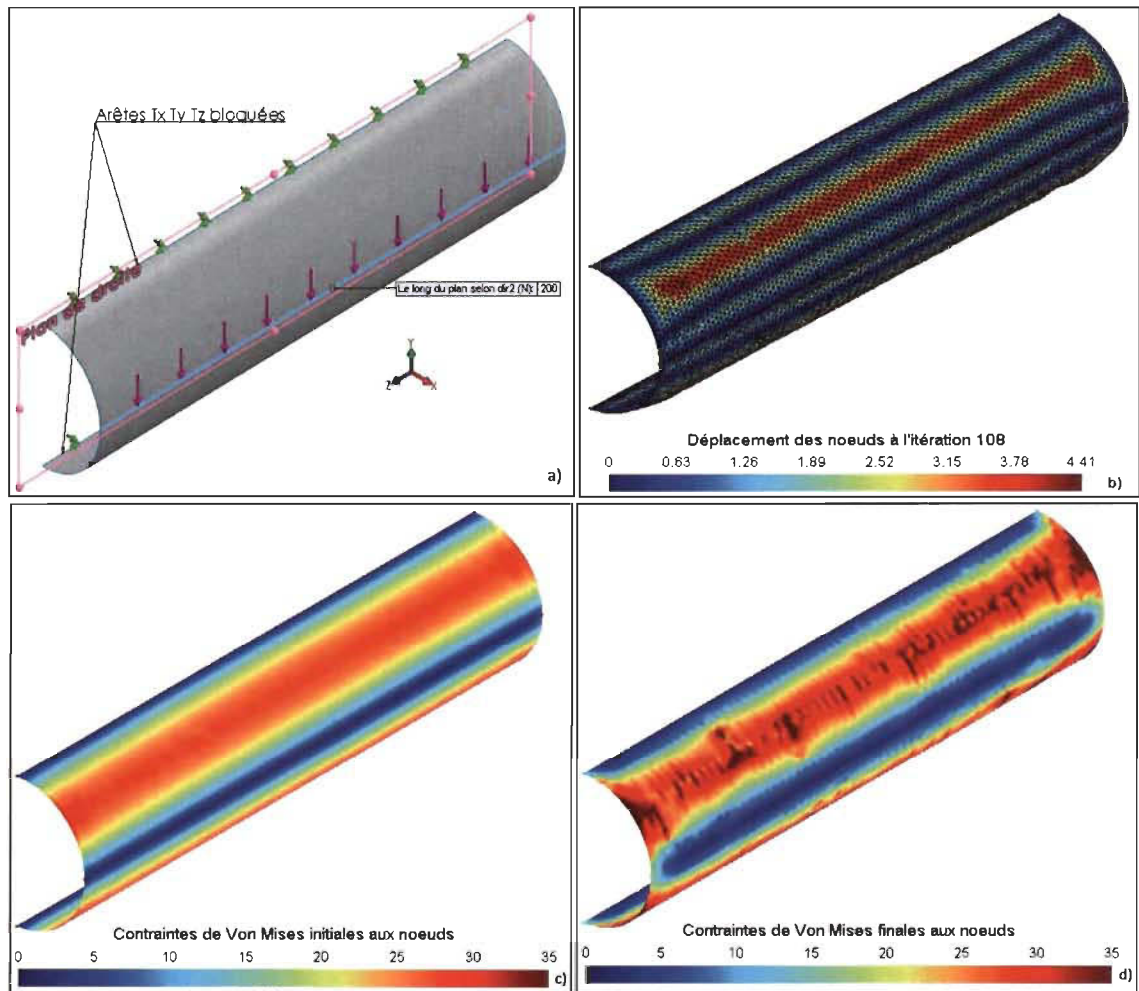 Arêtes Tx Ty Tz bloquées
Plan de droite
Le long du plan selon dir2 (N): 200
Y
Z
X
a)
Déplacement des noeuds à l'itération 108
0 0.63 1.26 1.89 2.52 3.15 3.78 4.41
b)
Contraintes de Von Mises initiales aux noeuds
0 5 10 15 20 25 30 35
c)
Contraintes de Von Mises finales aux noeuds
0 5 10 15 20 25 30 35
d)